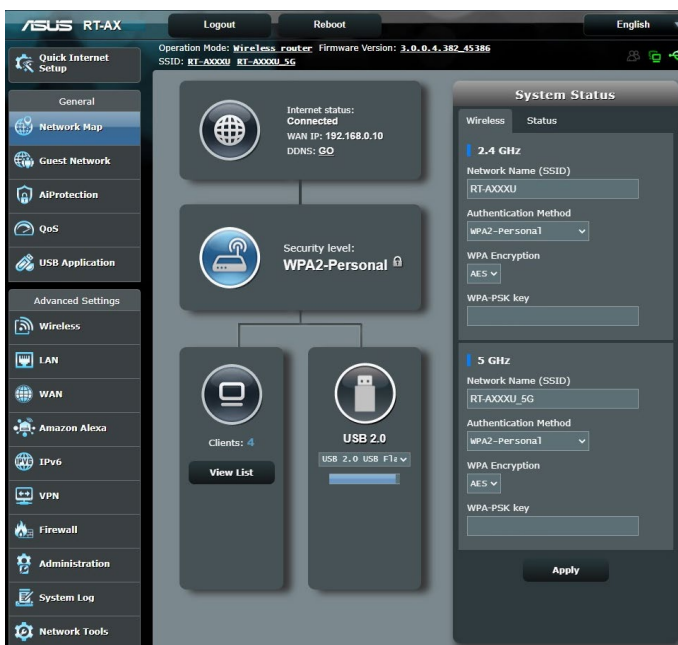 ASUS RT-AX
Logout
Reboot
English
Quick Internet
Setup
Operation Mode: Wireless router Firmware Version: 3.0.0.4.382_45386
SSID: RT-AXXXU RT-AXXXU_5G
General
Network Map
Guest Network
AiProtection
QoS
USB Application
Advanced Settings
Wireless
LAN
WAN
Amazon Alexa
IPv6
VPN
Firewall
Administration
System Log
Network Tools
Internet status:
Connected
WAN IP: 192.168.0.10
DDNS: GO
Security level:
WPA2-Personal
Clients: 4
View List
USB 2.0
USB 2.0 USB Fla
System Status
Wireless Status
2.4 GHz
Network Name (SSID)
RT-AXXXU
Authentication Method
WPA2-Personal
WPA Encryption
AES
WPA-PSK key
5 GHz
Network Name (SSID)
RT-AXXXU_5G
Authentication Method
WPA2-Personal
WPA Encryption
AES
WPA-PSK key
Apply